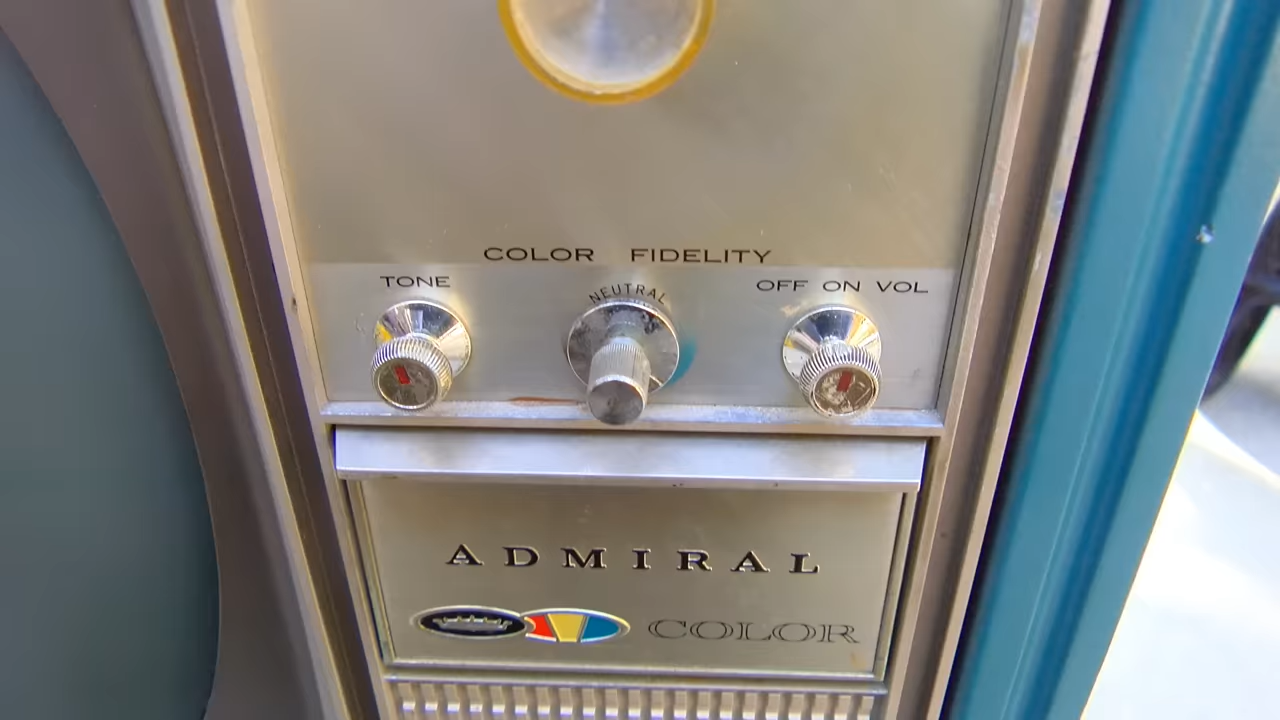 COLOR FIDELITY
TONE
NEUTRAL
OFF ON VOL
ADMIRAL
COLOR